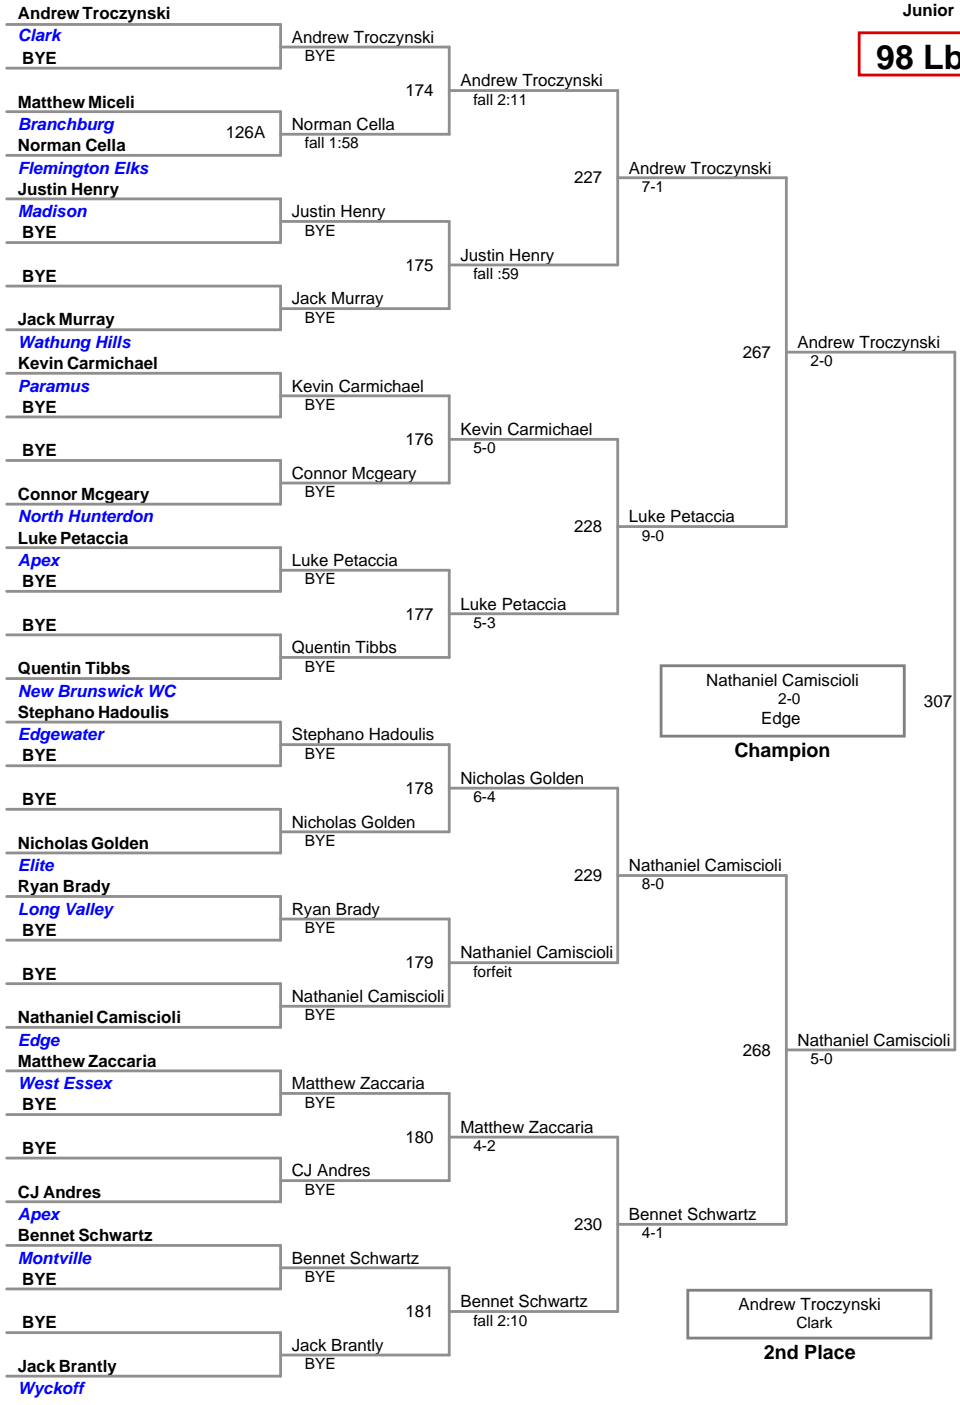 Junior
98 Lb
Andrew Troczynski
Clark
BYE
Matthew Miceli
Branchburg
Norman Cella
Flemington Elks
Justin Henry
Madison
BYE
BYE
Jack Murray
Wathung Hills
Kevin Carmichael
Paramus
BYE
BYE
Connor Mcgeary
North Hunterdon
Luke Petaccia
Apex
BYE
BYE
Quentin Tibbs
New Brunswick WC
Stephano Hadoulis
Edgewater
BYE
BYE
Nicholas Golden
Elite
Ryan Brady
Long Valley
BYE
BYE
Nathaniel Camiscioli
Edge
Matthew Zaccaria
West Essex
BYE
BYE
CJ Andres
Apex
Bennet Schwartz
Montville
BYE
BYE
Jack Brantly
Wyckoff
126A
Andrew Troczynski
BYE
174
Norman Cella
fall 1:58
Justin Henry
BYE
175
Jack Murray
BYE
Kevin Carmichael
BYE
176
Connor Mcgeary
BYE
Luke Petaccia
BYE
177
Quentin Tibbs
BYE
Stephano Hadoulis
BYE
178
Nicholas Golden
BYE
Ryan Brady
BYE
179
Nathaniel Camiscioli
BYE
Matthew Zaccaria
BYE
180
CJ Andres
BYE
Bennet Schwartz
BYE
181
Jack Brantly
BYE
Andrew Troczynski
fall 2:11
227
Justin Henry
fall :59
Kevin Carmichael
5-0
228
Luke Petaccia
5-3
Nicholas Golden
6-4
229
Nathaniel Camiscioli
forfeit
Matthew Zaccaria
4-2
230
Bennet Schwartz
fall 2:10
Andrew Troczynski
7-1
267
Luke Petaccia
9-0
Nathaniel Camiscioli
8-0
268
Bennet Schwartz
4-1
Andrew Troczynski
2-0
307
Nathaniel Camiscioli
5-0
Nathaniel Camiscioli
2-0
Edge
Champion
Andrew Troczynski
Clark
2nd Place